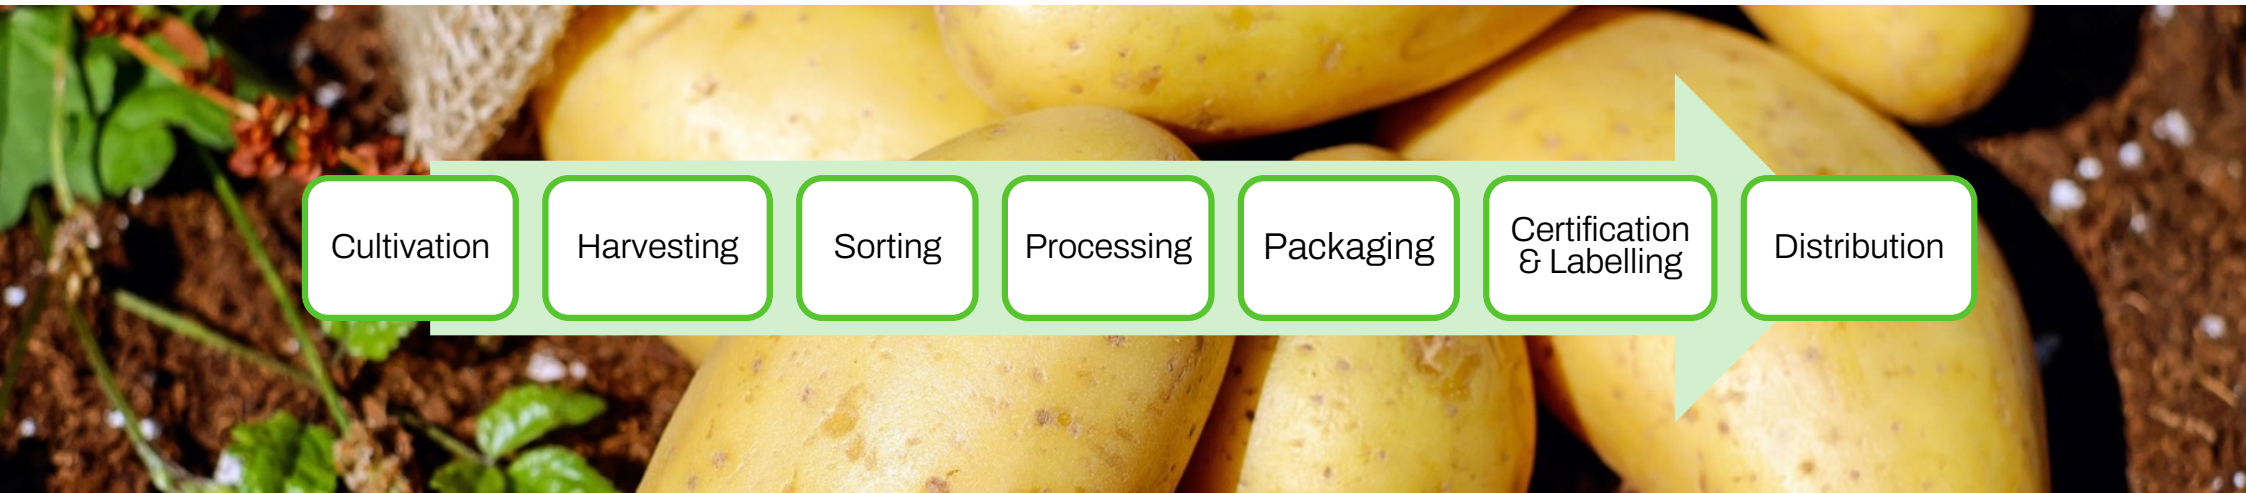 Cultivation
Harvesting
Sorting
Processing
Packaging
Certification
& Labelling
Distribution